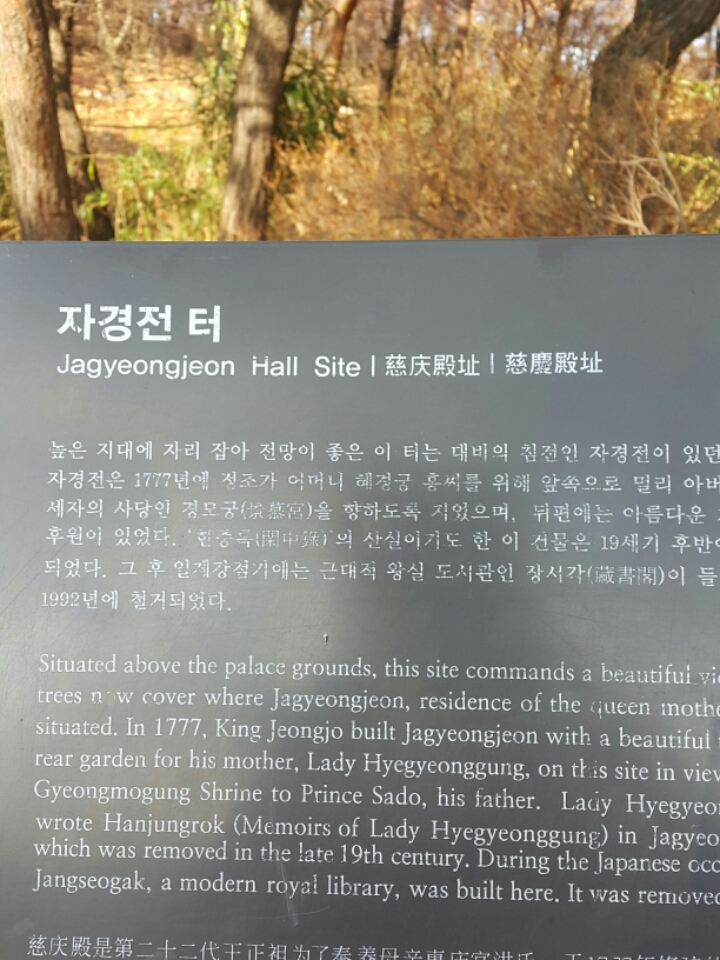 자경전 터
Jagyeongjeon Hall Site | 慈庆殿址 | 慈慶殿址
높은 지대에 자리 잡아 전망이 좋은 이 터는 대비의 침전인 자경전이 있던
자경전은 1777년에 정조가 어머니 혜경궁 홍씨를 위해 앞쪽으로 멀리 아버
세자의 사당인 경모궁(景慕宮)을 향하도록 지었으며, 뒤편에는 아름다운
후원이 있었다. '한중록(閑中錄)'의 산실이기도 한 이 건물은 19세기 후반에
되었다. 그 후 일제강점기에는 근대적 왕실 도서관인 장서각(藏書閣)이 들
1992년에 철거되었다.
Situated above the palace grounds, this site commands a beautiful vie
trees now cover where Jagyeongjeon, residence of the queen mothe
situated. In 1777, King Jeongjo built Jagyeongjeon with a beautiful
rear garden for his mother, Lady Hyegyeonggung, on this site in view
Gyeongmogung Shrine to Prince Sado, his father. Lady Hyegyeo
wrote Hanjungrok (Memoirs of Lady Hyegyeonggung) in Jagyeo
which was removed in the late 19th century. During the Japanese occ
Jangseogak, a modern royal library, was built here. It was removed
慈庆殿是第二十二代王正祖为了奉养母亲惠庆宫洪氏